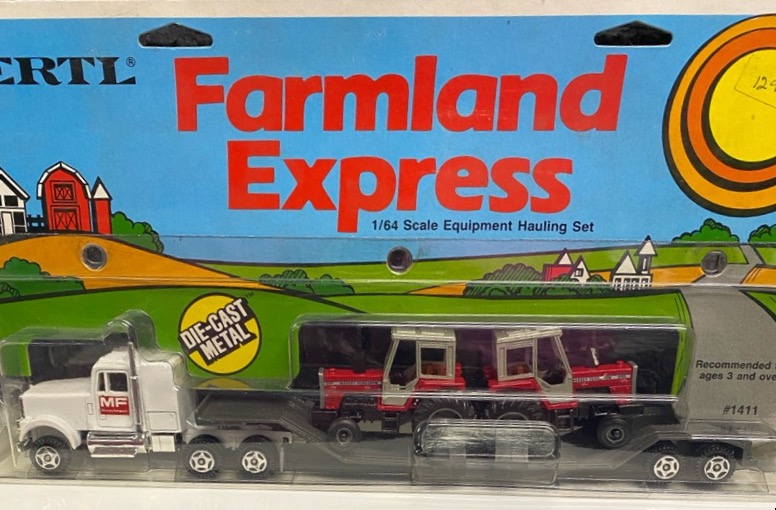 ERTL®
Farmland
Express
1/64 Scale Equipment Hauling Set
DIE-CAST
METAL
MF
Recommended
ages 3 and ove
#1411